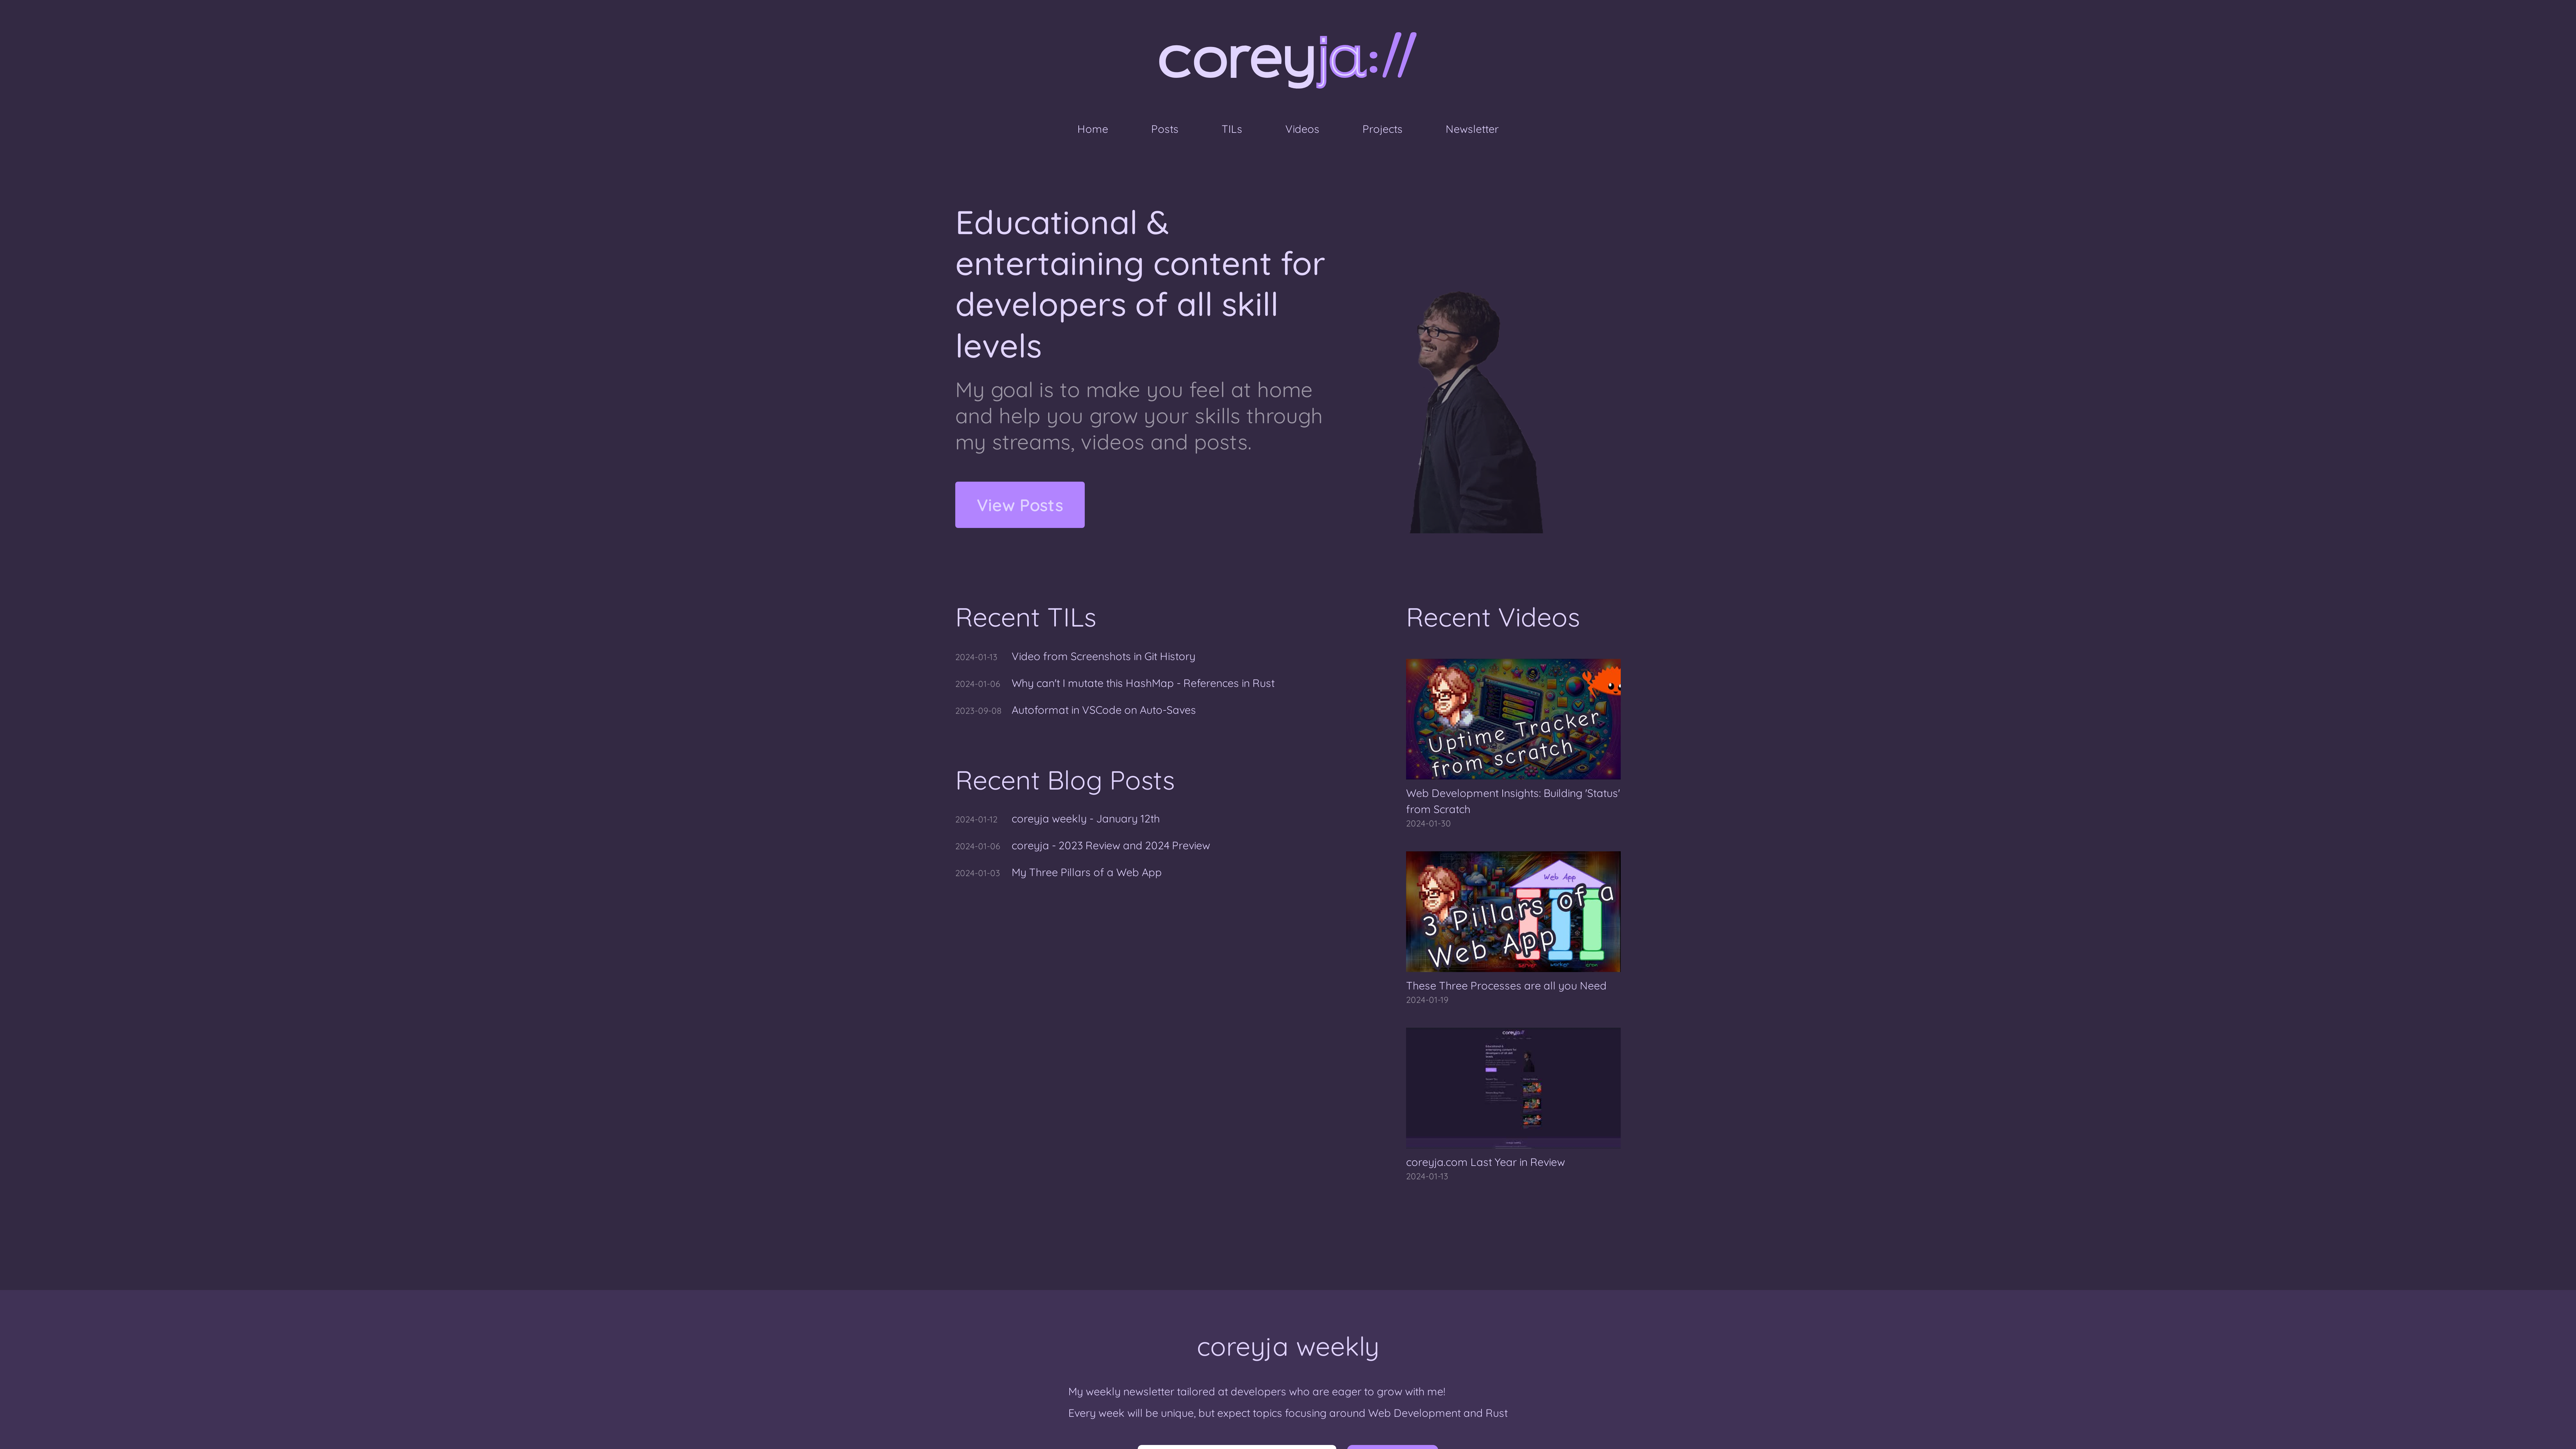 coreyja://
Home Posts TILs Videos Projects Newsletter
Educational &
entertaining content for
developers of all skill
levels
My goal is to make you feel at home
and help you grow your skills through
my streams, videos and posts.
View Posts
Recent TILs
2024-01-13 Video from Screenshots in Git History
2024-01-06 Why can't I mutate this HashMap - References in Rust
2023-09-08 Autoformat in VSCode on Auto-Saves
Recent Blog Posts
2024-01-12 coreyja weekly - January 12th
2024-01-06 coreyja - 2023 Review and 2024 Preview
2024-01-03 My Three Pillars of a Web App
Recent Videos
Uptime Tracker
from scratch
Web Development Insights: Building 'Status'
from Scratch
2024-01-30
Web App
3 Pillars of a
Web App
worker
cron
These Three Processes are all you Need
2024-01-19
coreyja://
coreyja.com Last Year in Review
2024-01-13
coreyja weekly
My weekly newsletter tailored at developers who are eager to grow with me!
Every week will be unique, but expect topics focusing around Web Development and Rust